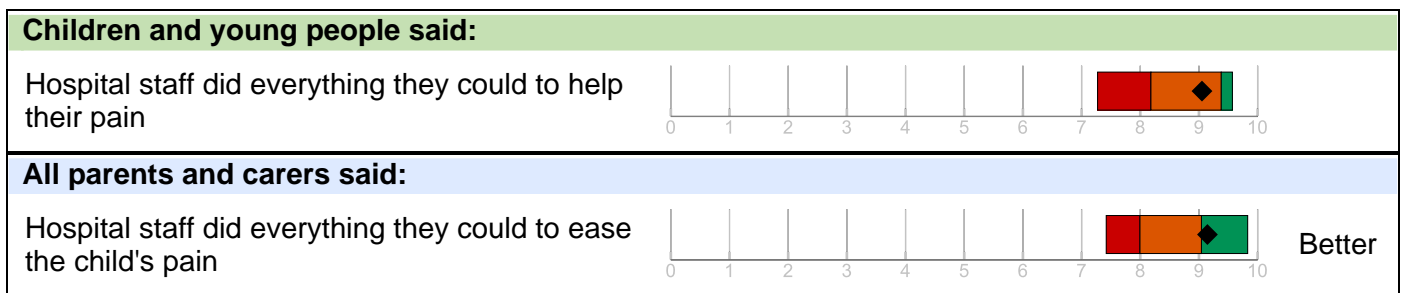 Children and young people said:
Hospital staff did everything they could to help
their pain
0 1 2 3 4 5 6 7 8 9 10
All parents and carers said:
Hospital staff did everything they could to ease
the child's pain
0 1 2 3 4 5 6 7 8 9 10
Better